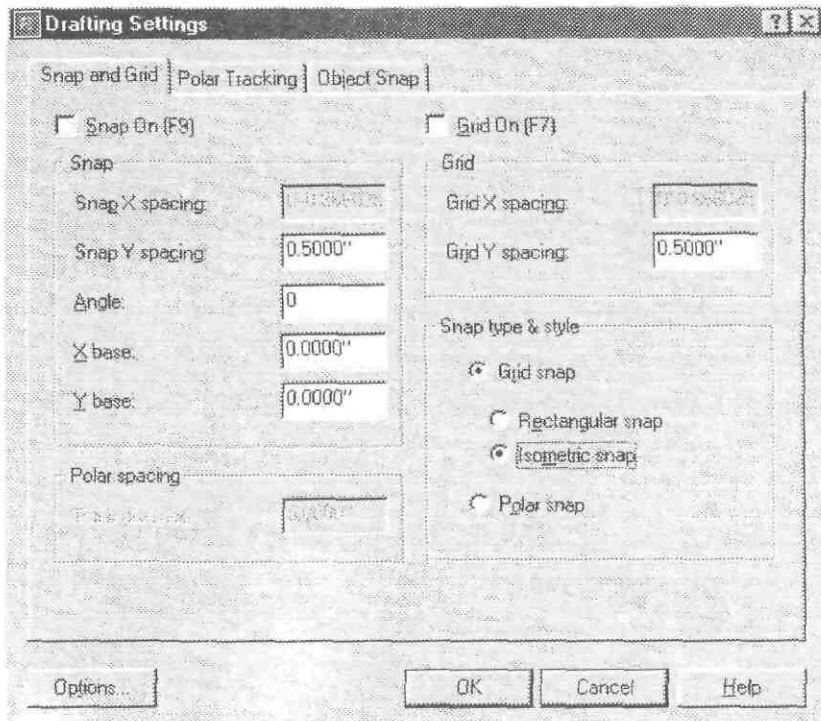 Drafting Settings
Snap and Grid
Polar Tracking
Object Snap
Snap On (F9)
Grid On (F7)
Snap
Snap X spacing:
Snap Y spacing:
0.5000"
Angle:
0
X base:
0.0000"
Y base:
0.0000"
Polar spacing
Grid
Grid X spacing:
Grid Y spacing:
0.5000"
Snap type & style
Grid snap
Rectangular snap
Isometric snap
Polar snap
Options...
OK
Cancel
Help